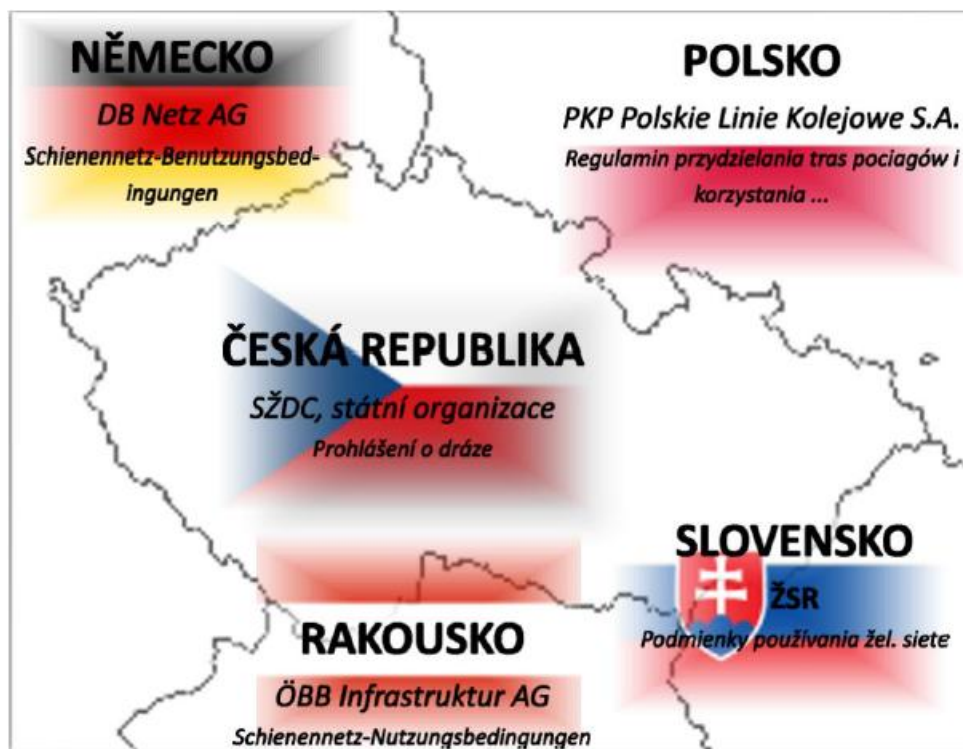 NĚMECKO
DB Netz AG
Schienennetz-Benutzungsbed-
ingungen
POLSKO
PKP Polskie Linie Kolejowe S.A.
Regulamin przydzielania tras pociagów i
korzystania ...
ČESKÁ REPUBLIKA
SŽDC, státní organizace
Prohlášení o dráze
SLOVENSKO
ŽSR
Podmienky používania žel. siete
RAKOUSKO
ÖBB Infrastruktur AG
Schienennetz-Nutzungsbedingungen